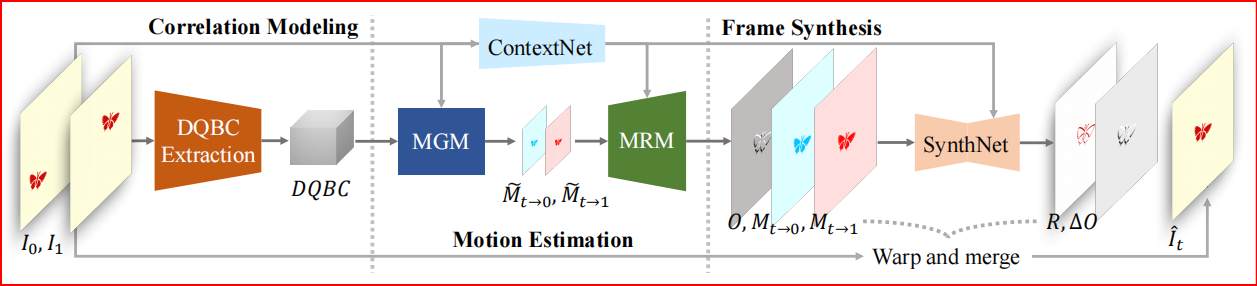 Correlation Modeling
ContextNet
Frame Synthesis
DQBC
Extraction
MGM
MRM
SynthNet
DQBC
M̃ₜ→₀, M̃ₜ→₁
O, Mₜ→₀, Mₜ→₁
R, ΔO
I₀, I₁
Îₜ
Motion Estimation
Warp and merge